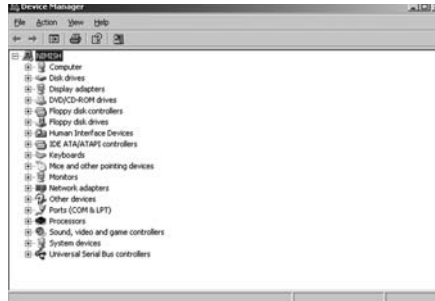 Device Manager
File Action View Help
NIMISH
Computer
Disk drives
Display adapters
DVD/CD-ROM drives
Floppy disk controllers
Floppy disk drives
Human Interface Devices
IDE ATA/ATAPI controllers
Keyboards
Mice and other pointing devices
Monitors
Network adapters
Other devices
Ports (COM & LPT)
Processors
Sound, video and game controllers
System devices
Universal Serial Bus controllers